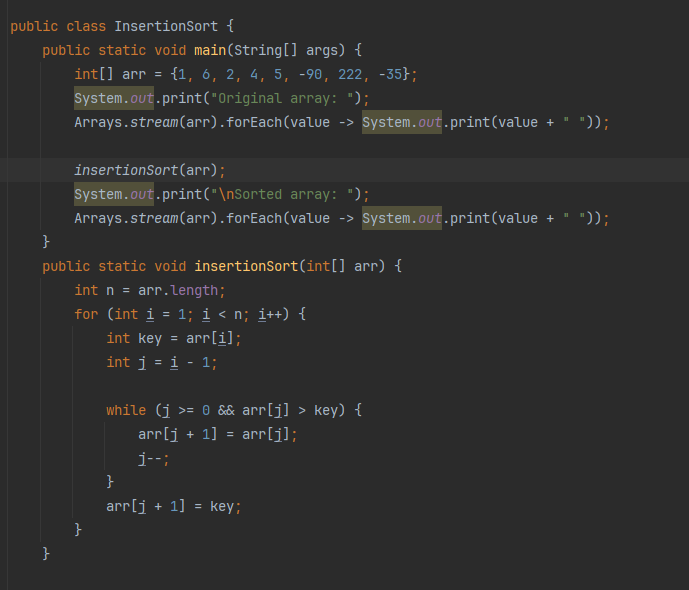 public class InsertionSort {
    public static void main(String[] args) {
        int[] arr = {1, 6, 2, 4, 5, -90, 222, -35};
        System.out.print("Original array: ");
        Arrays.stream(arr).forEach(value -> System.out.print(value + " "));

        insertionSort(arr);
        System.out.print("\nSorted array: ");
        Arrays.stream(arr).forEach(value -> System.out.print(value + " "));
    }
    public static void insertionSort(int[] arr) {
        int n = arr.length;
        for (int i = 1; i < n; i++) {
            int key = arr[i];
            int j = i - 1;

            while (j >= 0 && arr[j] > key) {
                arr[j + 1] = arr[j];
                j--;
            }
            arr[j + 1] = key;
        }
    }